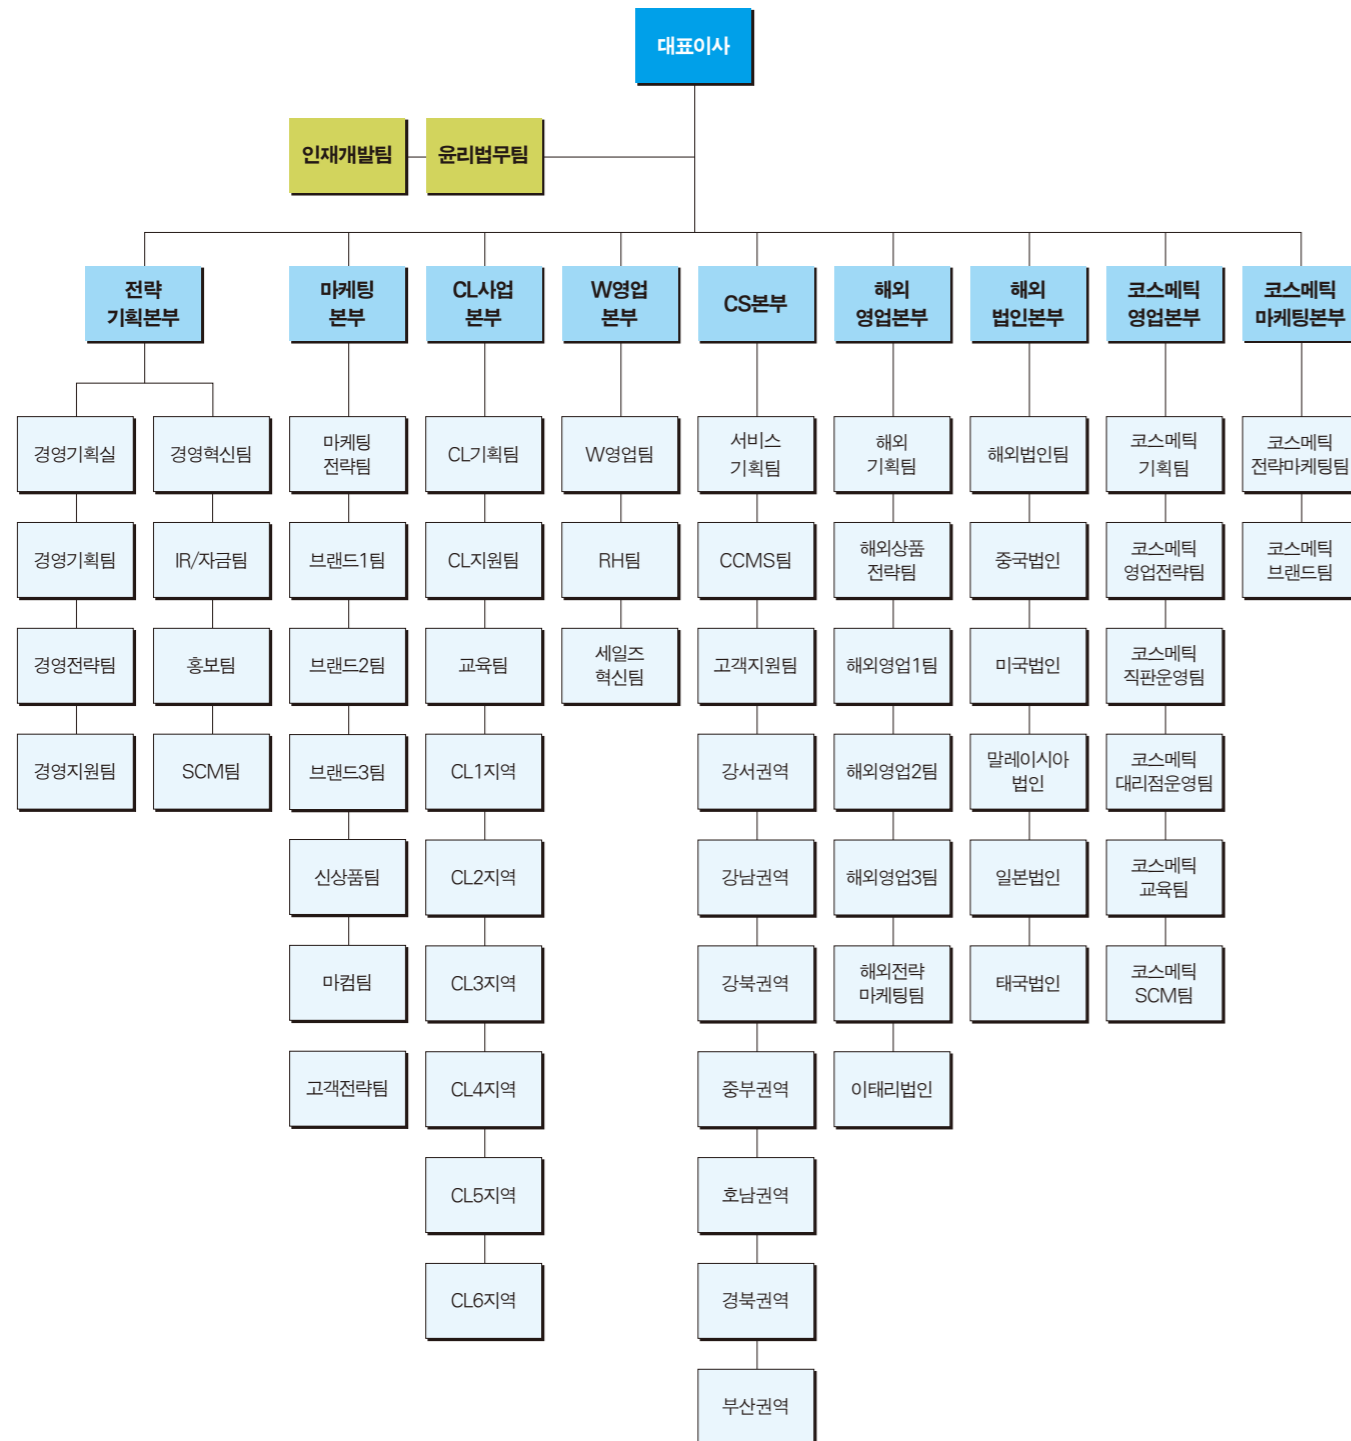 대표이사
인재개발팀
윤리법무팀
전략
기획본부
마케팅
본부
CL사업
본부
W영업
본부
CS본부
해외
영업본부
해외
법인본부
코스메틱
영업본부
코스메틱
마케팅본부
경영기획실
경영혁신팀
마케팅
전략팀
CL기획팀
W영업팀
서비스
기획팀
해외
기획팀
해외법인팀
코스메틱
기획팀
코스메틱
전략마케팅팀
경영기획팀
IR/자금팀
브랜드1팀
CL지원팀
RH팀
CCMS팀
해외상품
전략팀
중국법인
코스메틱
영업전략팀
코스메틱
브랜드팀
경영전략팀
홍보팀
브랜드2팀
교육팀
세일즈
혁신팀
고객지원팀
해외영업1팀
미국법인
코스메틱
직판운영팀
경영지원팀
SCM팀
브랜드3팀
CL1지역
강서권역
해외영업2팀
말레이시아
법인
코스메틱
대리점운영팀
신상품팀
CL2지역
강남권역
해외영업3팀
일본법인
코스메틱
교육팀
마컴팀
CL3지역
강북권역
해외전략
마케팅팀
태국법인
코스메틱
SCM팀
고객전략팀
CL4지역
중부권역
이태리법인
CL5지역
호남권역
CL6지역
경북권역
부산권역